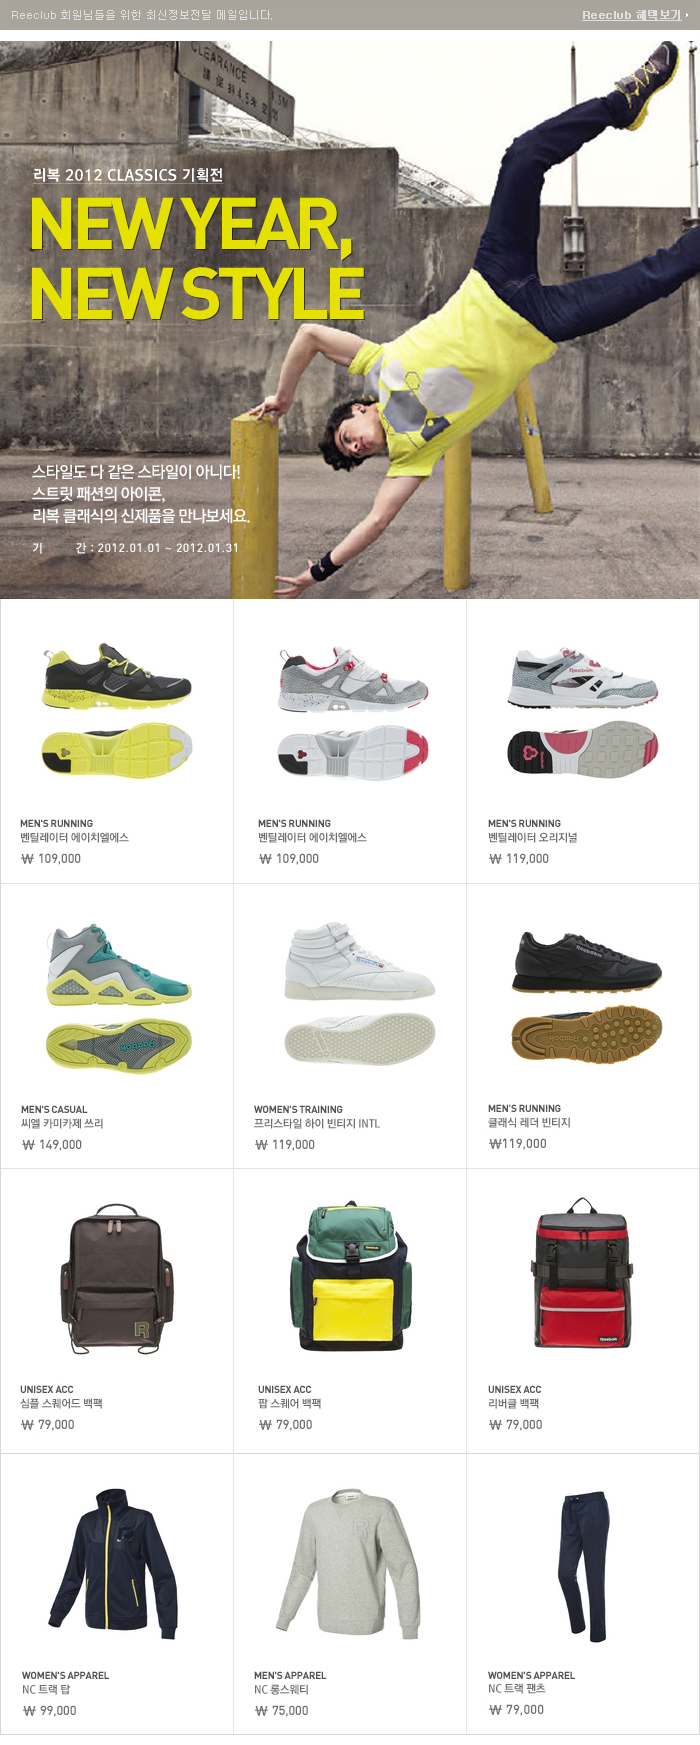 Reeclub 회원님들을 위한 최신정보전달 메일입니다.
Reeclub 혜택보기
CLEARANCE
리복 2012 CLASSICS 기획전
NEW YEAR,
NEW STYLE
스타일도 다 같은 스타일이 아니다!
스트릿 패션의 아이콘,
리복 클래식의 신제품을 만나보세요.
기 간 : 2012.01.01 ~ 2012.01.31
MEN'S RUNNING
벤틸레이터 에이치엘에스
₩ 109,000
MEN'S RUNNING
벤틸레이터 에이치엘에스
₩ 109,000
MEN'S RUNNING
벤틸레이터 오리지널
₩ 119,000
MEN'S CASUAL
씨엘 카미카제 쓰리
₩ 149,000
WOMEN'S TRAINING
프리스타일 하이 빈티지 INTL
₩ 119,000
MEN'S RUNNING
클래식 레더 빈티지
₩119,000
UNISEX ACC
심플 스퀘어드 백팩
₩ 79,000
UNISEX ACC
팝 스퀘어 백팩
₩ 79,000
UNISEX ACC
리버클 백팩
₩ 79,000
WOMEN'S APPAREL
NC 트랙 탑
₩ 99,000
MEN'S APPAREL
NC 롱스웨티
₩ 75,000
WOMEN'S APPAREL
NC 트랙 팬츠
₩ 79,000